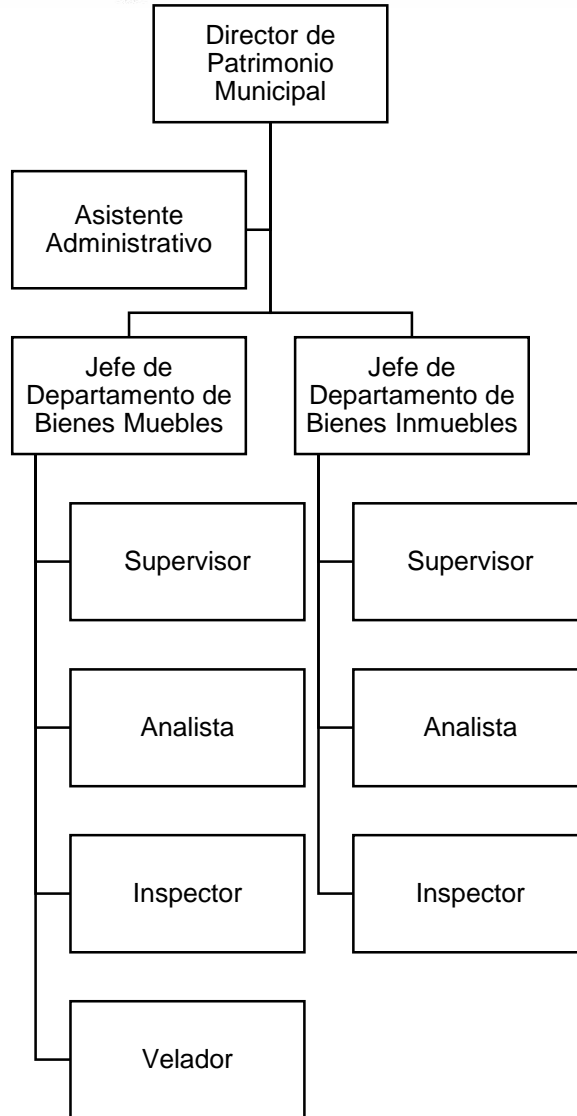 Director de
Patrimonio
Municipal
Asistente
Administrativo
Jefe de
Departamento de
Bienes Muebles
Jefe de
Departamento de
Bienes Inmuebles
Supervisor
Supervisor
Analista
Analista
Inspector
Inspector
Velador